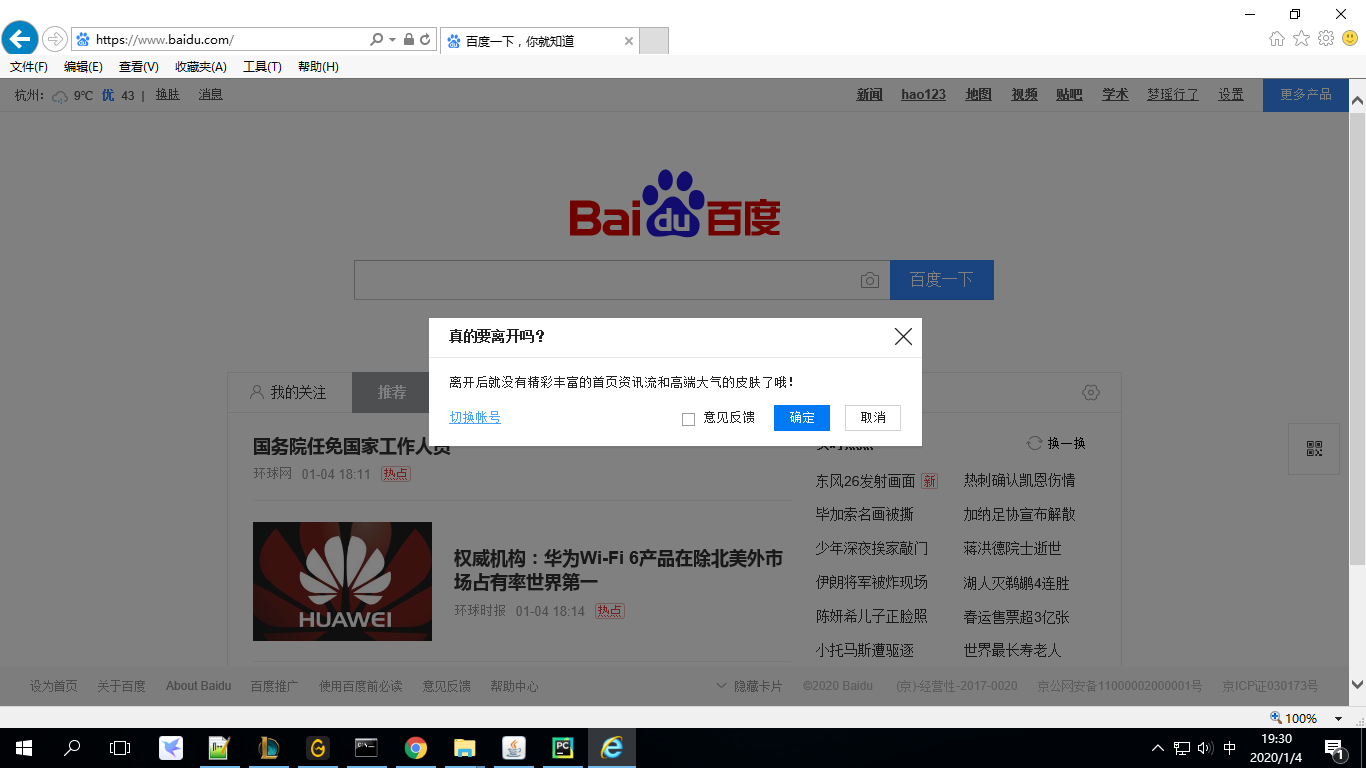 https://www.baidu.com/
百度一下，你就知道
文件(F) 编辑(E) 查看(V) 收藏夹(A) 工具(T) 帮助(H)
杭州： 9℃ 优 43 | 换肤 消息
新闻 hao123 地图 视频 贴吧 学术 梦瑶行了 设置 更多产品
Bai du 百度
百度一下
真的要离开吗？
离开后就没有精彩丰富的首页资讯流和高端大气的皮肤了哦！
切换帐号 意见反馈 确定 取消
我的关注 推荐
国务院任免国家工作人员
环球网 01-04 18:11 热点
HUAWEI
权威机构：华为Wi-Fi 6产品在除北美外市
场占有率世界第一
环球时报 01-04 18:14 热点
换一换
东风26发射画面 新 热刺确认凯恩伤情
毕加索名画被撕 加纳足协宣布解散
少年深夜挨家敲门 蒋洪德院士逝世
伊朗将军被炸现场 湖人灭鹈鹕4连胜
陈妍希儿子正脸照 春运售票超3亿张
小托马斯遭驱逐 世界最长寿老人
设为首页 关于百度 About Baidu 百度推广 使用百度前必读 意见反馈 帮助中心 隐藏卡片 ©2020 Baidu (京)-经营性-2017-0020 京公网安备11000002000001号 京ICP证030173号
100%
中
19:30
2020/1/4
1